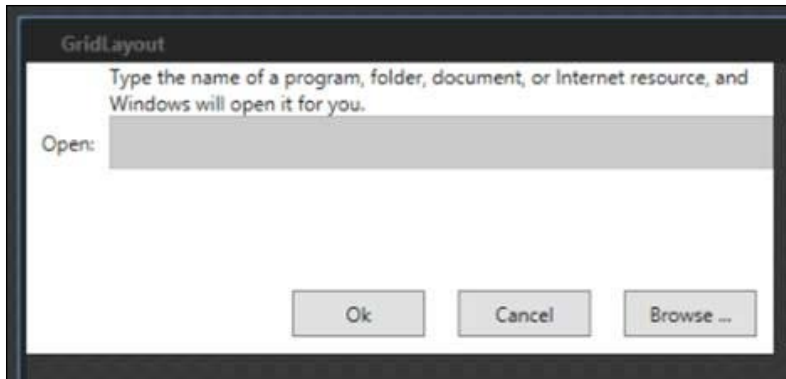 GridLayout
Type the name of a program, folder, document, or Internet resource, and
Windows will open it for you.
Open:
Ok Cancel Browse ...